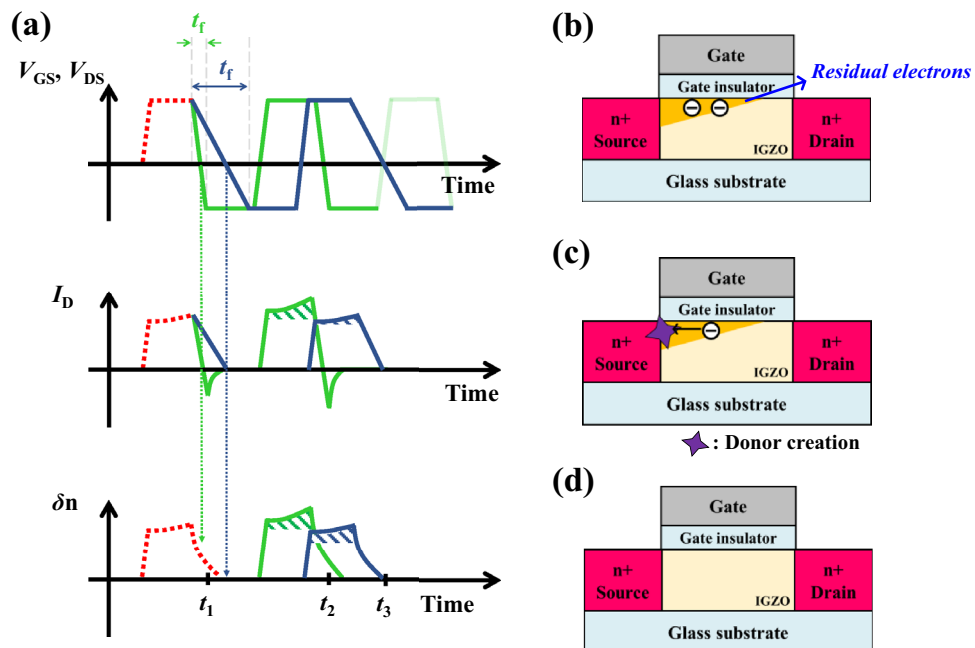 (a)
t_f
t_f
V_GS, V_DS
Time
I_D
Time
δn
t_1
t_2
t_3
Time
(b)
Gate
Gate insulator
Residual electrons
n+
Source
IGZO
n+
Drain
Glass substrate
(c)
Gate
Gate insulator
n+
Source
IGZO
n+
Drain
Glass substrate
: Donor creation
(d)
Gate
Gate insulator
n+
Source
IGZO
n+
Drain
Glass substrate